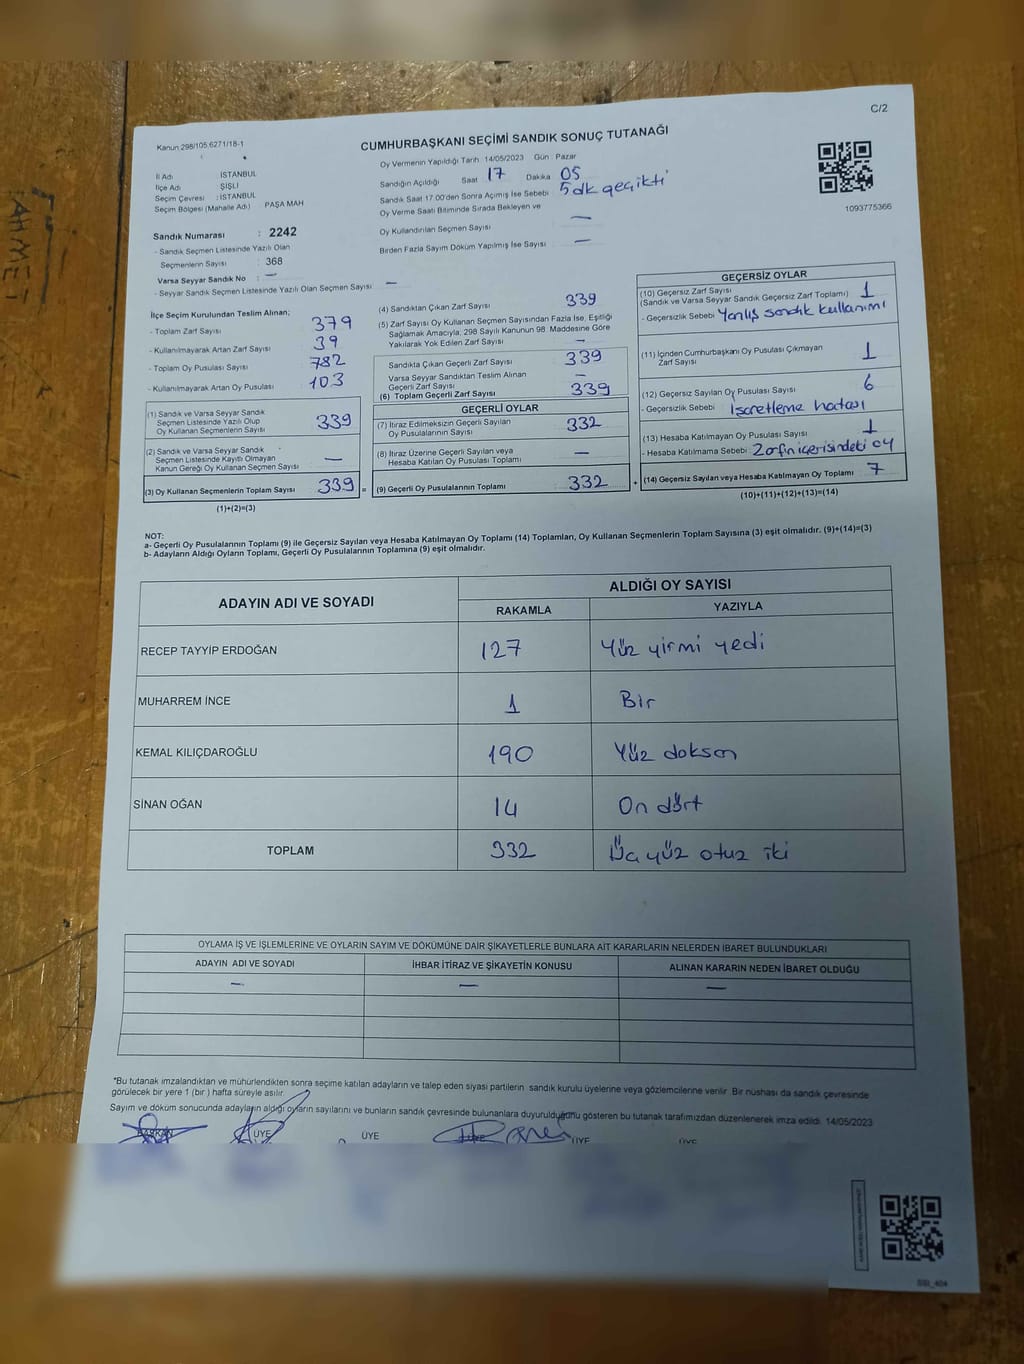 C/2
Kanun 298/105,6271/18-1
CUMHURBAŞKANI SEÇİMİ SANDIK SONUÇ TUTANAĞI
Oy Vermenin Yapıldığı Tarih 14/05/2023 Gün : Pazar
İl Adı İSTANBUL
İlçe Adı ŞİŞLİ
Seçim Çevresi : İSTANBUL
Seçim Bölgesi (Mahalle Adı) PAŞA MAH
Sandığın Açıldığı Saat 17 Dakika 05
Sandık Saat 17.00'den Sonra Açımış İse Sebebi 5 dk gecikti
Oy Verme Saati Bitiminde Sırada Bekleyen ve
Oy Kullandırılan Seçmen Sayısı —
Birden Fazla Sayım Döküm Yapılmış İse Sayısı —
1093775366
Sandık Numarası : 2242
- Sandık Seçmen Listesinde Yazılı Olan
Seçmenlerin Sayısı : 368
Varsa Seyyar Sandık No : —
- Seyyar Sandık Seçmen Listesinde Yazılı Olan Seçmen Sayısı : —
İlçe Seçim Kurulundan Teslim Alınan;
- Toplam Zarf Sayısı 379
- Kullanılmayarak Artan Zarf Sayısı 39
- Toplam Oy Pusulası Sayısı 782
- Kullanılmayarak Artan Oy Pusulası 103
(1) Sandık ve Varsa Seyyar Sandık
Seçmen Listesinde Yazılı Olup
Oy Kullanan Seçmenlerin Sayısı 339
(2) Sandık ve Varsa Seyyar Sandık
Seçmen Listesinde Kayıtlı Olmayan
Kanun Gereği Oy Kullanan Seçmen Sayısı —
(3) Oy Kullanan Seçmenlerin Toplam Sayısı 339 =
(1)+(2)=(3)
(4) Sandıktan Çıkan Zarf Sayısı 339
(5) Zarf Sayısı Oy Kullanan Seçmen Sayısından Fazla İse, Eşitliği
Sağlamak Amacıyla, 298 Sayılı Kanunun 98. Maddesine Göre
Yakılarak Yok Edilen Zarf Sayısı —
Sandıkta Çıkan Geçerli Zarf Sayısı 339
Varsa Seyyar Sandıktan Teslim Alınan
Geçerli Zarf Sayısı —
(6) Toplam Geçerli Zarf Sayısı 339
GEÇERLİ OYLAR
(7) İtiraz Edilmeksizin Geçerli Sayılan
Oy Pusulalarının Sayısı 332
(8) İtiraz Üzerine Geçerli Sayılan veya
Hesaba Katılan Oy Pusulası Toplamı —
(9) Geçerli Oy Pusulalarının Toplamı 332 +
GEÇERSİZ OYLAR
(10) Geçersiz Zarf Sayısı
(Sandık ve Varsa Seyyar Sandık Geçersiz Zarf Toplamı) 1
- Geçersizlik Sebebi Yanlış sandık kullanımı
(11) İçinden Cumhurbaşkanı Oy Pusulası Çıkmayan
Zarf Sayısı 1
(12) Geçersiz Sayılan Oy Pusulası Sayısı 6
- Geçersizlik Sebebi İşaretleme hatası
(13) Hesaba Katılmayan Oy Pusulası Sayısı 1
- Hesaba Katılmama Sebebi Zarfın içerisindeki oy
(14) Geçersiz Sayılan veya Hesaba Katılmayan Oy Toplamı 7
(10)+(11)+(12)+(13)=(14)
NOT:
a- Geçerli Oy Pusulalarının Toplamı (9) ile Geçersiz Sayılan veya Hesaba Katılmayan Oy Toplamı (14) Toplamları, Oy Kullanan Seçmenlerin Toplam Sayısına (3) eşit olmalıdır. (9)+(14)=(3)
b- Adayların Aldığı Oyların Toplamı, Geçerli Oy Pusulalarının Toplamına (9) eşit olmalıdır.
ADAYIN ADI VE SOYADI ALDIĞI OY SAYISI
RAKAMLA YAZIYLA
RECEP TAYYİP ERDOĞAN 127 Yüz yirmi yedi
MUHARREM İNCE 1 Bir
KEMAL KILIÇDAROĞLU 190 Yüz doksan
SİNAN OĞAN 14 On dört
TOPLAM 332 Üç yüz otuz iki
OYLAMA İŞ VE İŞLEMLERİNE VE OYLARIN SAYIM VE DÖKÜMÜNE DAİR ŞİKAYETLERLE BUNLARA AİT KARARLARIN NELERDEN İBARET BULUNDUKLARI
ADAYIN ADI VE SOYADI İHBAR İTİRAZ VE ŞİKAYETİN KONUSU ALINAN KARARIN NEDEN İBARET OLDUĞU
— — —
*Bu tutanak imzalandıktan ve mühürlendikten sonra seçime katılan adayların ve talep eden siyasi partilerin sandık kurulu üyelerine veya gözlemcilerine verilir. Bir nüshası da sandık çevresinde
görülecek bir yere 1 (bir) hafta süreyle asılır.
Sayım ve döküm sonucunda adayların aldığı oyların sayılarını ve bunların sandık çevresinde bulunanlara duyurulduğunu gösteren bu tutanak tarafımızdan düzenlenerek imza edildi. 14/05/2023
BAŞKAN ÜYE ÜYE ÜYE ÜYE ÜYE